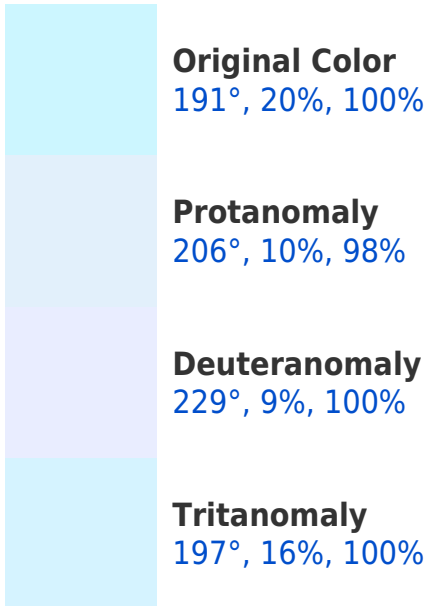 Original Color
191°, 20%, 100%
Protanomaly
206°, 10%, 98%
Deuteranomaly
229°, 9%, 100%
Tritanomaly
197°, 16%, 100%